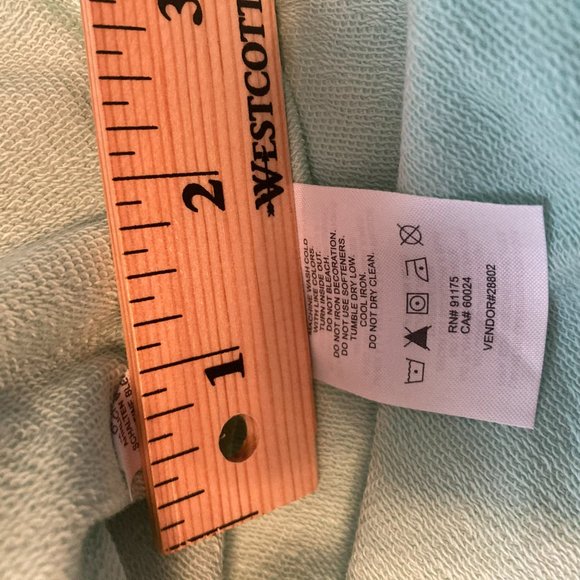 WESTCOTT
3
2
1
MACHINE WASH COLD
WITH LIKE COLORS.
TURN INSIDE OUT.
DO NOT BLEACH.
DO NOT IRON DECORATION.
DO NOT USE SOFTENERS.
TUMBLE DRY LOW.
COOL IRON.
DO NOT DRY CLEAN.
RN# 91175
CA# 60024
VENDOR#28802